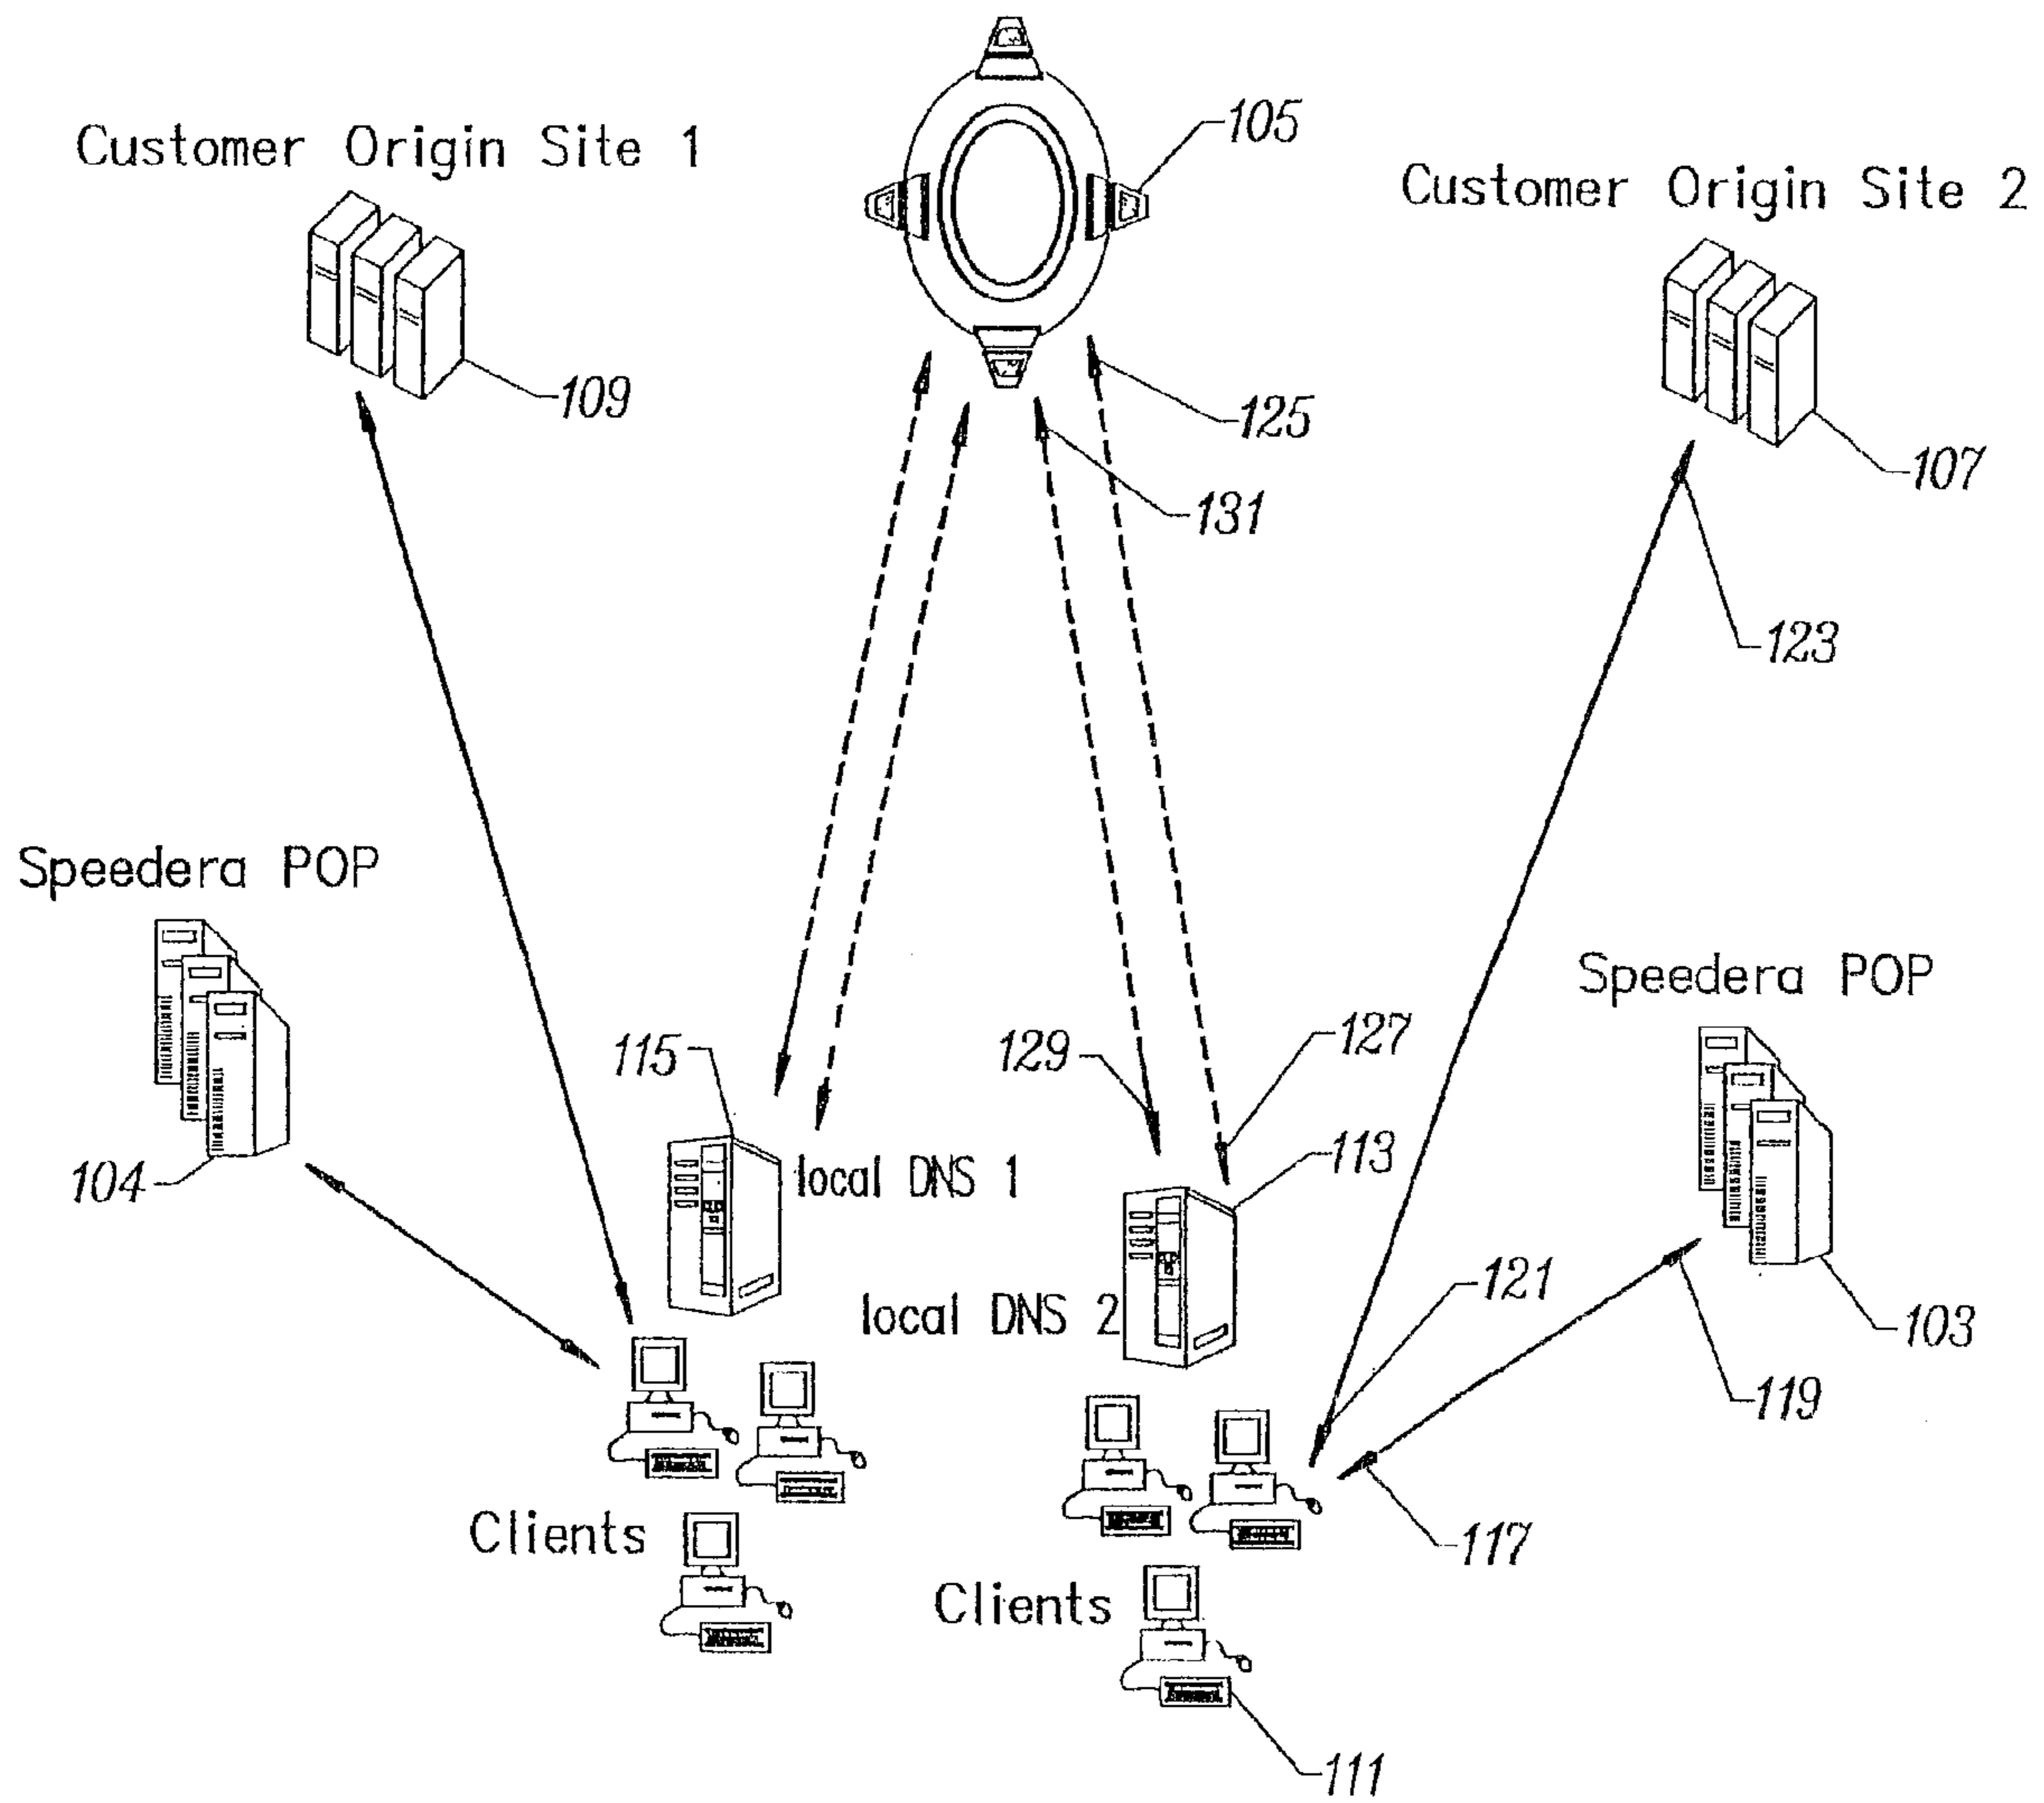 105
Customer Origin Site 1
Customer Origin Site 2
109
125
107
131
123
Speedera POP
Speedera POP
127
129
115
113
local DNS 1
104
121
local DNS 2
103
119
Clients
117
Clients
111